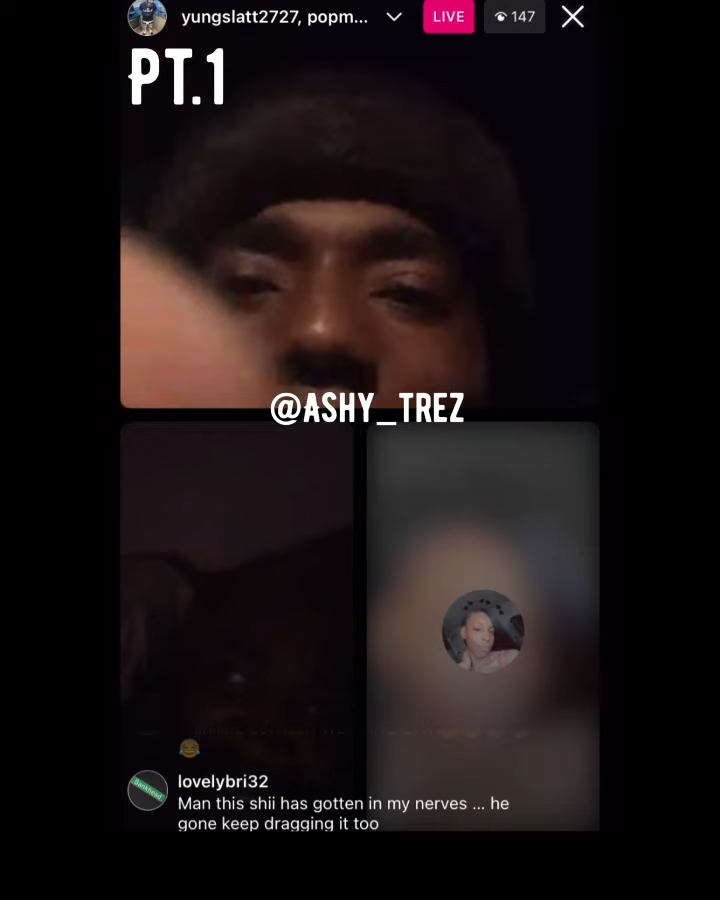 yungslatt2727, popm...
LIVE
147
PT.1
@ASHY_TREZ
😂
lovelybri32
Bankhead
Man this shii has gotten in my nerves ... he
gone keep dragging it too